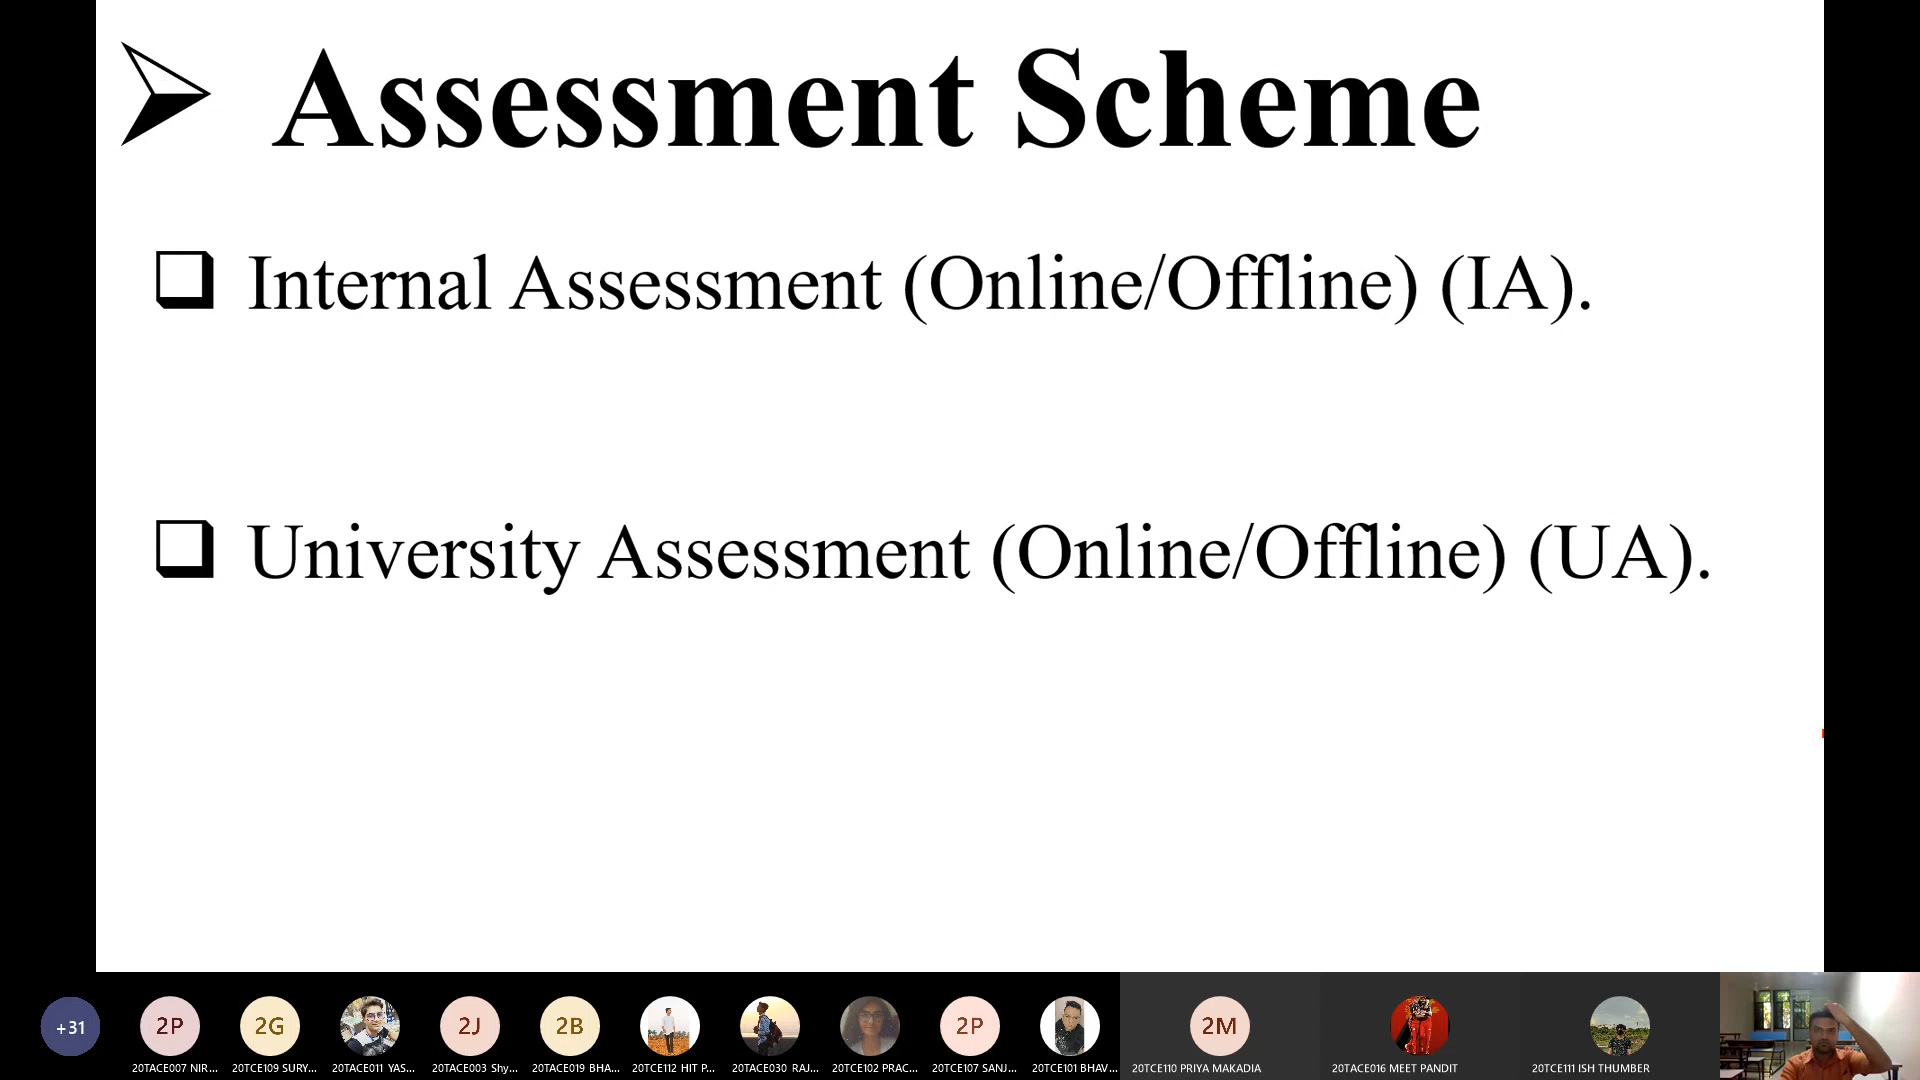 Assessment Scheme
Internal Assessment (Online/Offline) (IA).
University Assessment (Online/Offline) (UA).
+31
2P
2G
2J
2B
2P
2M
20TACE007 NIR...
20TCE109 SURY...
20TACE011 YAS...
20TACE003 Shy...
20TACE019 BHA...
20TCE112 HIT P...
20TACE030 RAJ...
20TCE102 PRAC...
20TCE107 SANJ...
20TCE101 BHAV...
20TCE110 PRIYA MAKADIA
20TACE016 MEET PANDIT
20TCE111 ISH THUMBER